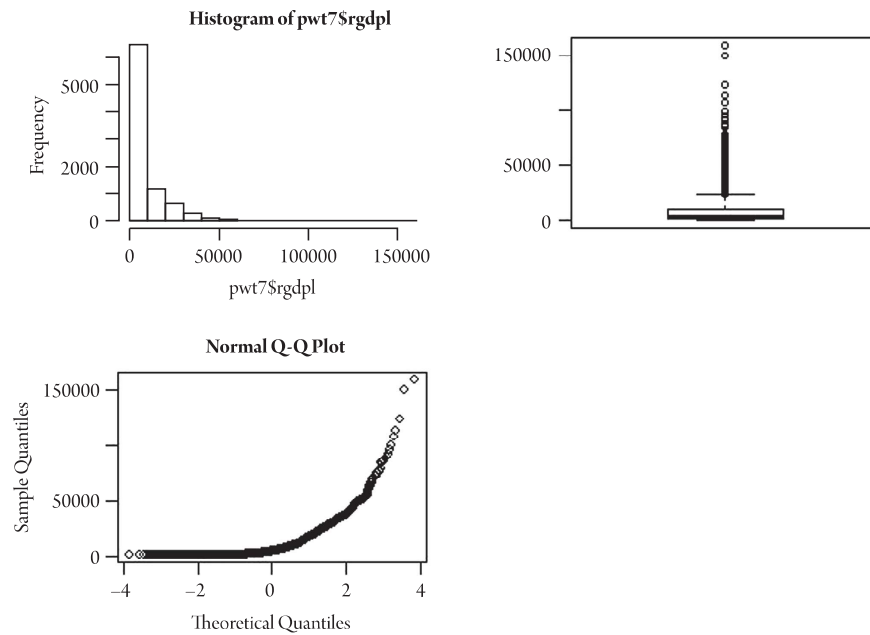 Histogram of pwt7$rgdpl
Frequency
5000
2000
0
0 50000 100000 150000
pwt7$rgdpl
150000
50000
0
Normal Q-Q Plot
Sample Quantiles
150000
50000
0
–4 –2 0 2 4
Theoretical Quantiles